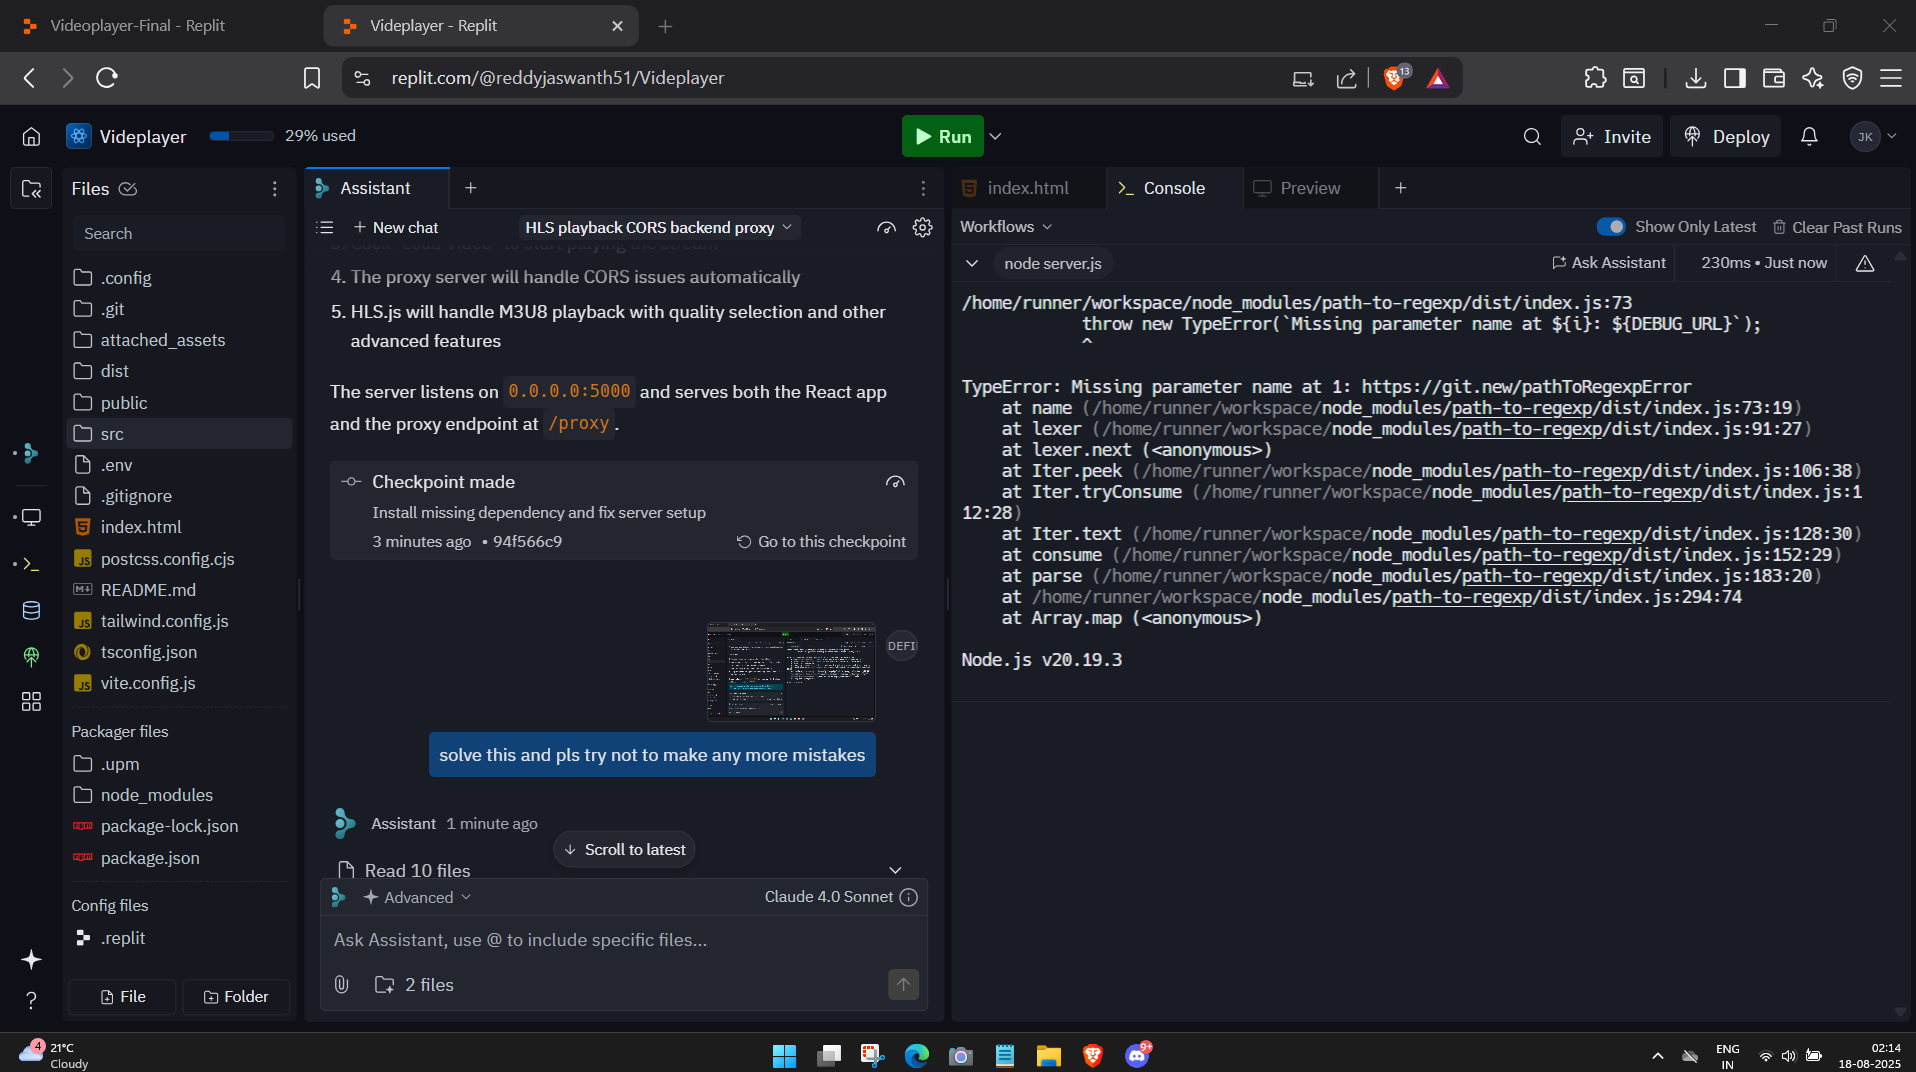 Videoplayer-Final - Replit
Videplayer - Replit
replit.com/@reddyjaswanth51/Videplayer
13
Videplayer
29% used
Run
Invite
Deploy
JK
Files
Search
.config
.git
attached_assets
dist
public
src
.env
.gitignore
index.html
postcss.config.cjs
README.md
tailwind.config.js
tsconfig.json
vite.config.js
Packager files
.upm
node_modules
package-lock.json
package.json
Config files
.replit
File
Folder
Assistant
New chat
HLS playback CORS backend proxy
4. The proxy server will handle CORS issues automatically
5. HLS.js will handle M3U8 playback with quality selection and other
advanced features
The server listens on 0.0.0.0:5000 and serves both the React app
and the proxy endpoint at /proxy .
Checkpoint made
Install missing dependency and fix server setup
3 minutes ago • 94f566c9
Go to this checkpoint
DEFI
solve this and pls try not to make any more mistakes
Assistant 1 minute ago
Scroll to latest
Read 10 files
Advanced
Claude 4.0 Sonnet
Ask Assistant, use @ to include specific files...
2 files
index.html
Console
Preview
Workflows
Show Only Latest
Clear Past Runs
node server.js
Ask Assistant
230ms • Just now
/home/runner/workspace/node_modules/path-to-regexp/dist/index.js:73
throw new TypeError(`Missing parameter name at ${i}: ${DEBUG_URL}`);
^
TypeError: Missing parameter name at 1: https://git.new/pathToRegexpError
at name (/home/runner/workspace/node_modules/path-to-regexp/dist/index.js:73:19)
at lexer (/home/runner/workspace/node_modules/path-to-regexp/dist/index.js:91:27)
at lexer.next (<anonymous>)
at Iter.peek (/home/runner/workspace/node_modules/path-to-regexp/dist/index.js:106:38)
at Iter.tryConsume (/home/runner/workspace/node_modules/path-to-regexp/dist/index.js:1
12:28)
at Iter.text (/home/runner/workspace/node_modules/path-to-regexp/dist/index.js:128:30)
at consume (/home/runner/workspace/node_modules/path-to-regexp/dist/index.js:152:29)
at parse (/home/runner/workspace/node_modules/path-to-regexp/dist/index.js:183:20)
at /home/runner/workspace/node_modules/path-to-regexp/dist/index.js:294:74
at Array.map (<anonymous>)
Node.js v20.19.3
4
21°C
Cloudy
9+
ENG
IN
02:14
18-08-2025